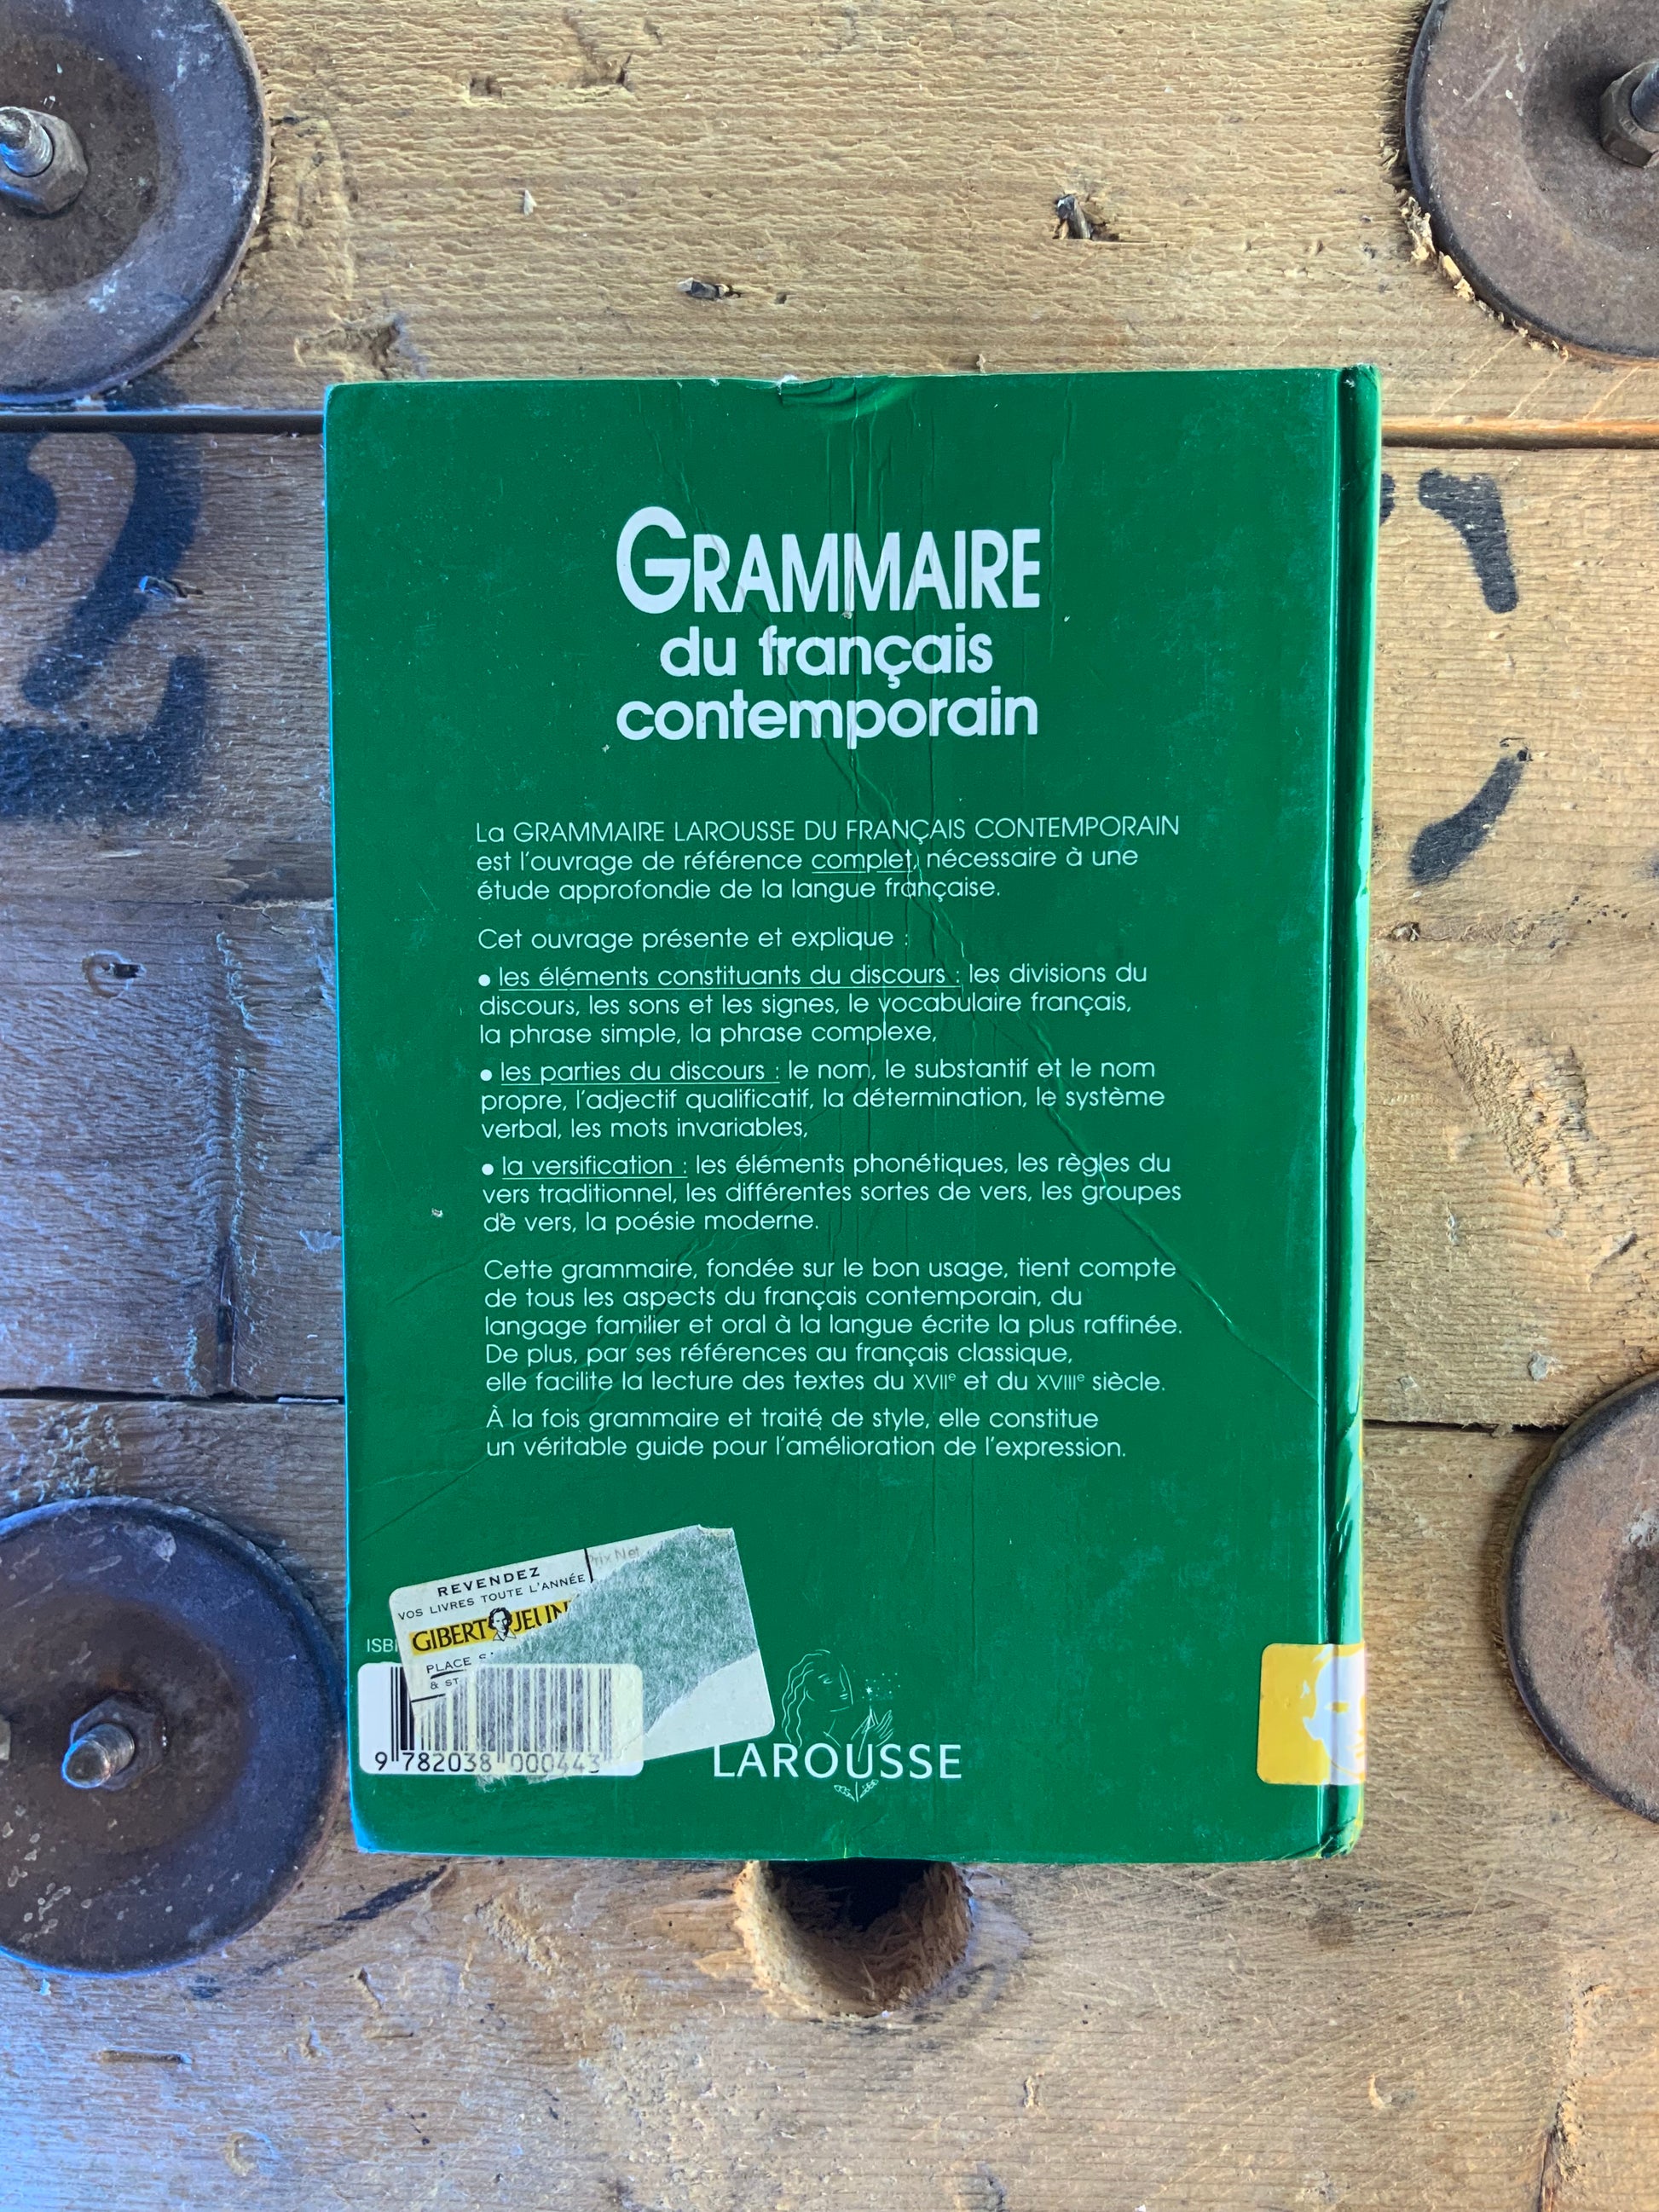 GRAMMAIRE
du français
contemporain
La GRAMMAIRE LAROUSSE DU FRANÇAIS CONTEMPORAIN
est l'ouvrage de référence complet, nécessaire à une
étude approfondie de la langue française.
Cet ouvrage présente et explique :
• les éléments constituants du discours : les divisions du
discours, les sons et les signes, le vocabulaire français,
la phrase simple, la phrase complexe,
• les parties du discours : le nom, le substantif et le nom
propre, l'adjectif qualificatif, la détermination, le système
verbal, les mots invariables,
• la versification : les éléments phonétiques, les règles du
vers traditionnel, les différentes sortes de vers, les groupes
de vers, la poésie moderne.
Cette grammaire, fondée sur le bon usage, tient compte
de tous les aspects du français contemporain, du
langage familier et oral à la langue écrite la plus raffinée.
De plus, par ses références au français classique,
elle facilite la lecture des textes du XVIIe et du XVIIIe siècle.
À la fois grammaire et traité de style, elle constitue
un véritable guide pour l'amélioration de l'expression.
REVENDEZ
VOS LIVRES TOUTE L'ANNÉE
Prix Net
GIBERT JEUN
PLACE
& ST
ISB
9 782038 000443
LAROUSSE
2